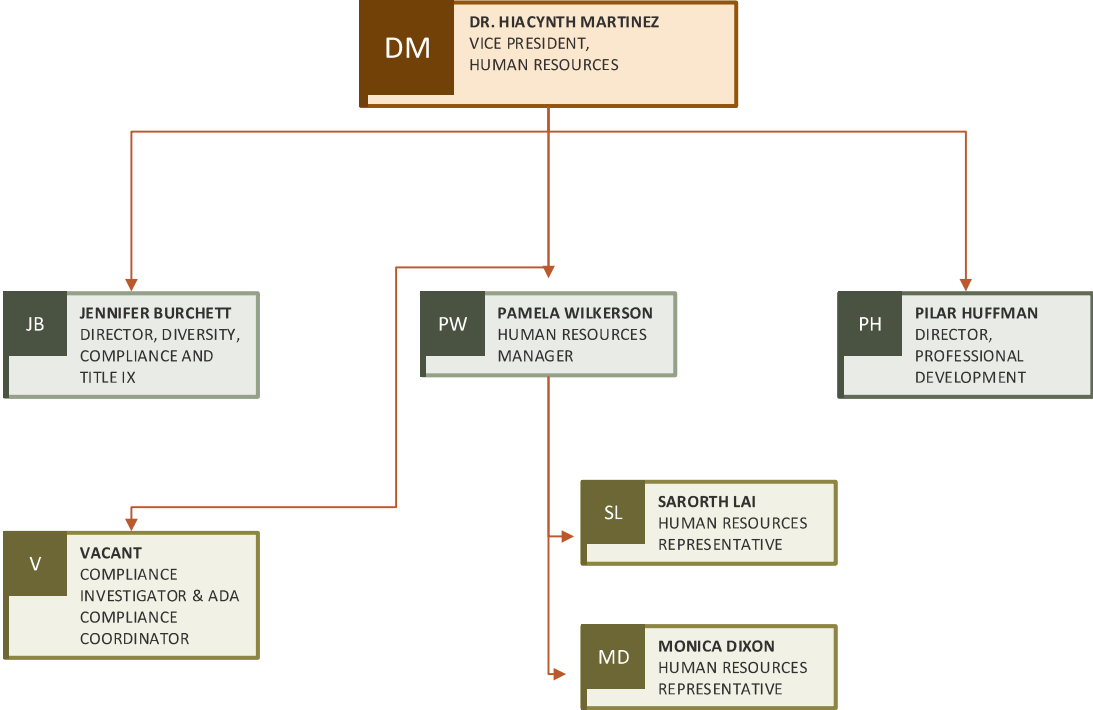 DM
DR. HIACYNTH MARTINEZ
VICE PRESIDENT,
HUMAN RESOURCES
JB
JENNIFER BURCHETT
DIRECTOR, DIVERSITY,
COMPLIANCE AND
TITLE IX
PW
PAMELA WILKERSON
HUMAN RESOURCES
MANAGER
PH
PILAR HUFFMAN
DIRECTOR,
PROFESSIONAL
DEVELOPMENT
V
VACANT
COMPLIANCE
INVESTIGATOR & ADA
COMPLIANCE
COORDINATOR
SL
SARORTH LAI
HUMAN RESOURCES
REPRESENTATIVE
MD
MONICA DIXON
HUMAN RESOURCES
REPRESENTATIVE